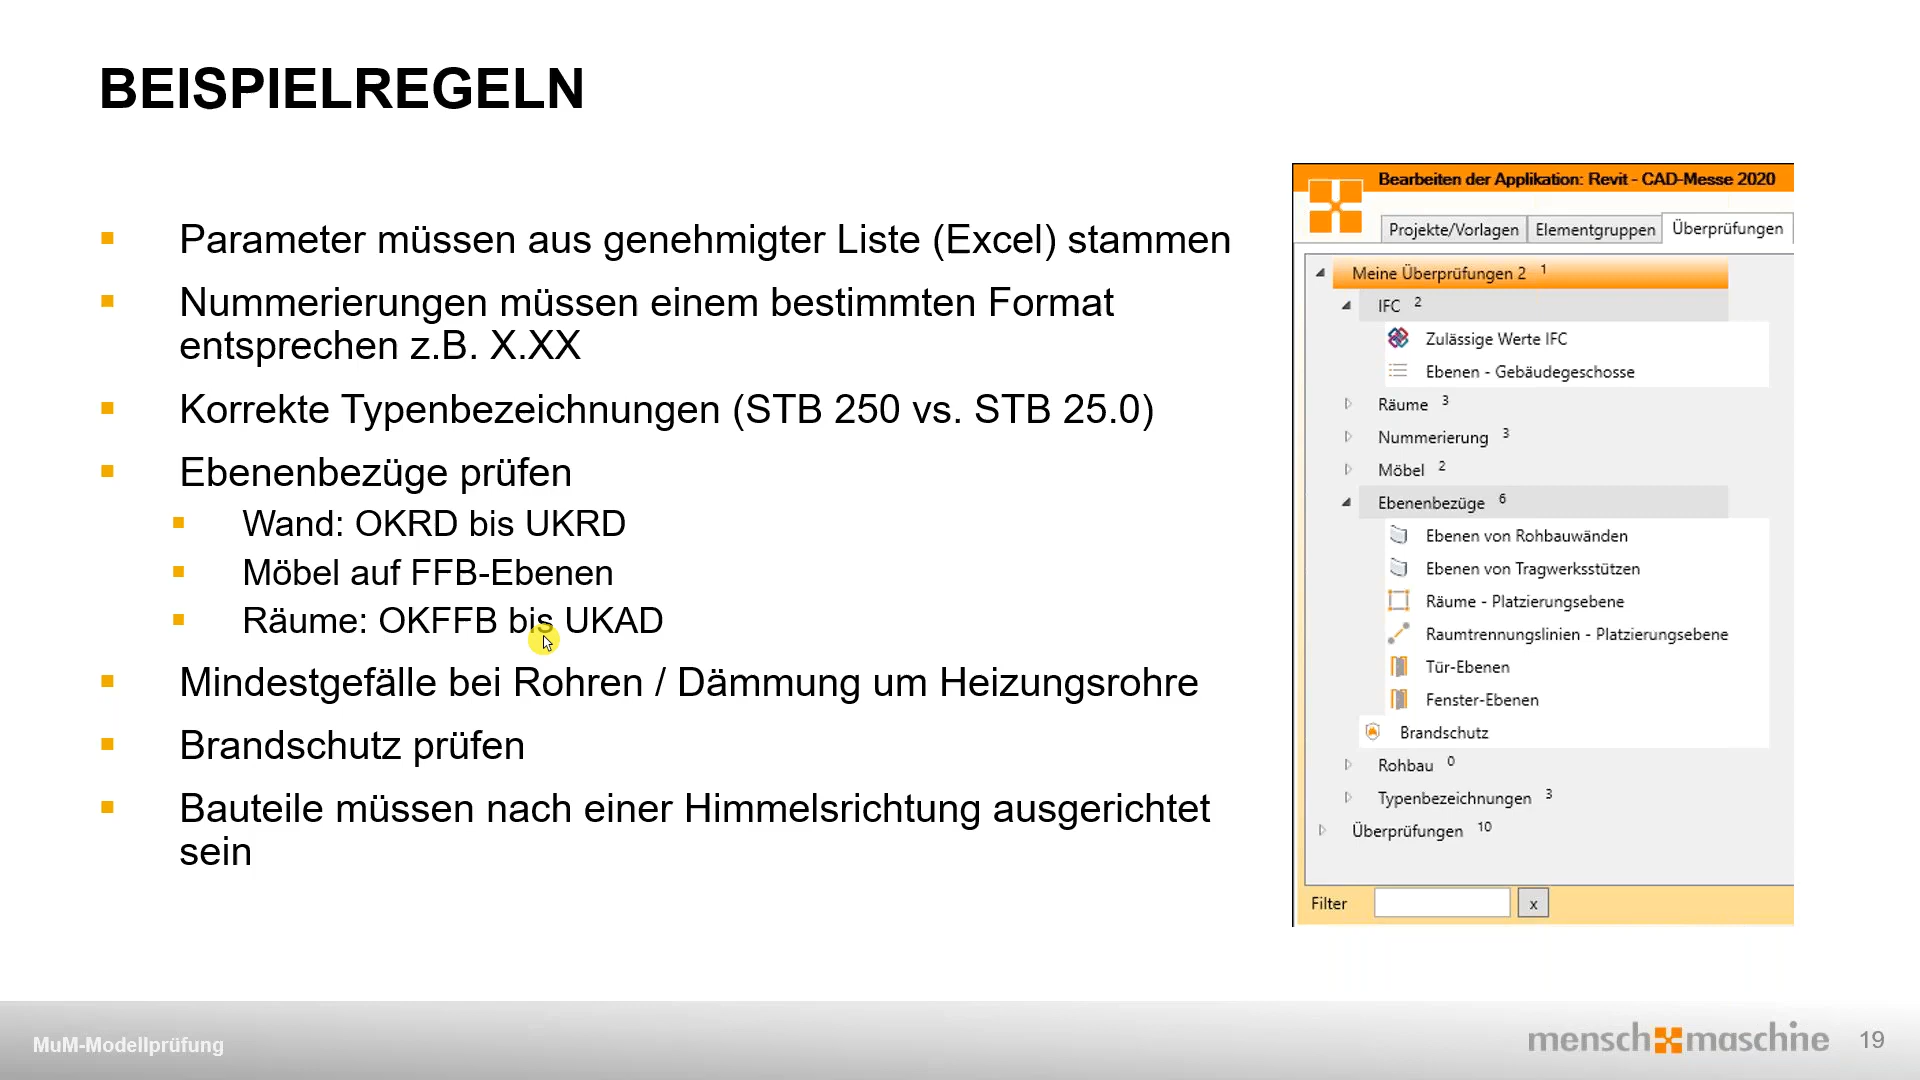 BEISPIELREGELN
Parameter müssen aus genehmigter Liste (Excel) stammen
Nummerierungen müssen einem bestimmten Format
entsprechen z.B. X.XX
Korrekte Typenbezeichnungen (STB 250 vs. STB 25.0)
Ebenenbezüge prüfen
Wand: OKRD bis UKRD
Möbel auf FFB-Ebenen
Räume: OKFFB bis UKAD
Mindestgefälle bei Rohren / Dämmung um Heizungsrohre
Brandschutz prüfen
Bauteile müssen nach einer Himmelsrichtung ausgerichtet
sein
Bearbeiten der Applikation: Revit - CAD-Messe 2020
Projekte/Vorlagen Elementgruppen Überprüfungen
Meine Überprüfungen 2 1
IFC 2
Zulässige Werte IFC
Ebenen - Gebäudegeschosse
Räume 3
Nummerierung 3
Möbel 2
Ebenenbezüge 6
Ebenen von Rohbauwänden
Ebenen von Tragwerksstützen
Räume - Platzierungsebene
Raumtrennungslinien - Platzierungsebene
Tür-Ebenen
Fenster-Ebenen
Brandschutz
Rohbau 0
Typenbezeichnungen 3
Überprüfungen 10
Filter x
MuM-Modellprüfung
mensch maschine 19